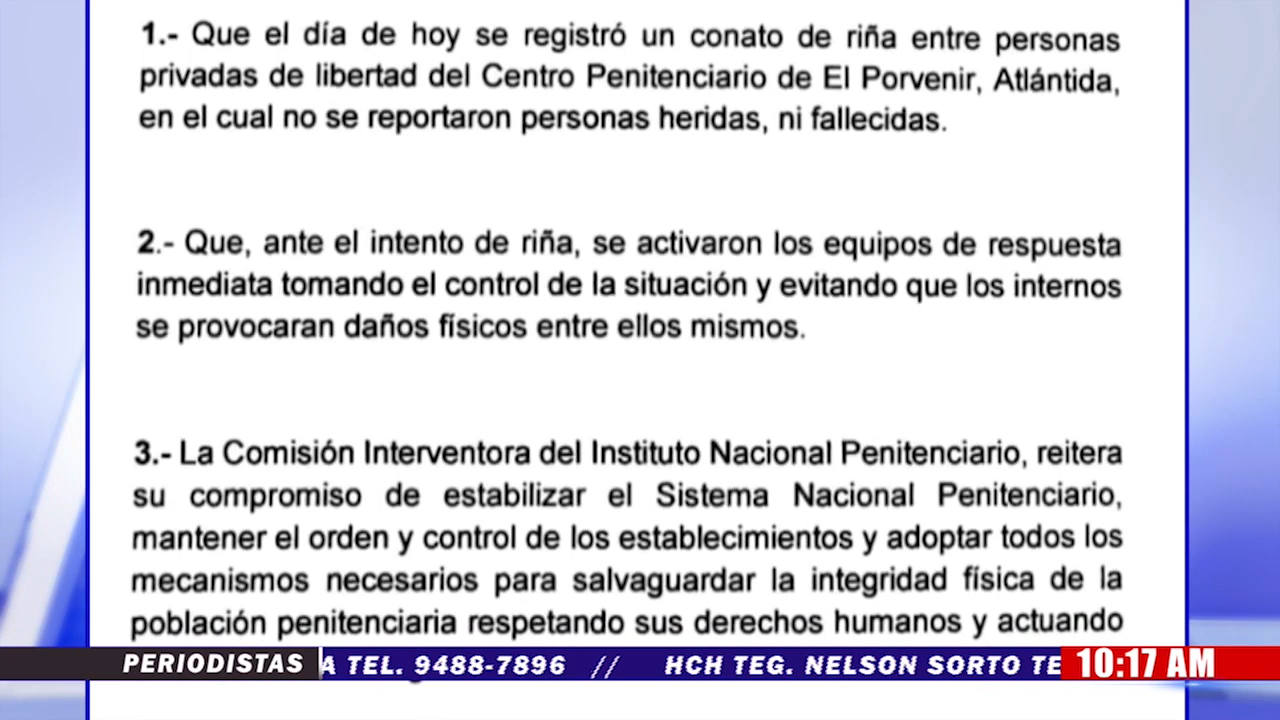 1.- Que el día de hoy se registró un conato de riña entre personas
privadas de libertad del Centro Penitenciario de El Porvenir, Atlántida,
en el cual no se reportaron personas heridas, ni fallecidas.
2.- Que, ante el intento de riña, se activaron los equipos de respuesta
inmediata tomando el control de la situación y evitando que los internos
se provocaran daños físicos entre ellos mismos.
3.- La Comisión Interventora del Instituto Nacional Penitenciario, reitera
su compromiso de estabilizar el Sistema Nacional Penitenciario,
mantener el orden y control de los establecimientos y adoptar todos los
mecanismos necesarios para salvaguardar la integridad física de la
población penitenciaria respetando sus derechos humanos y actuando
PERIODISTAS A TEL. 9488-7896 // HCH TEG. NELSON SORTO TE 10:17 AM